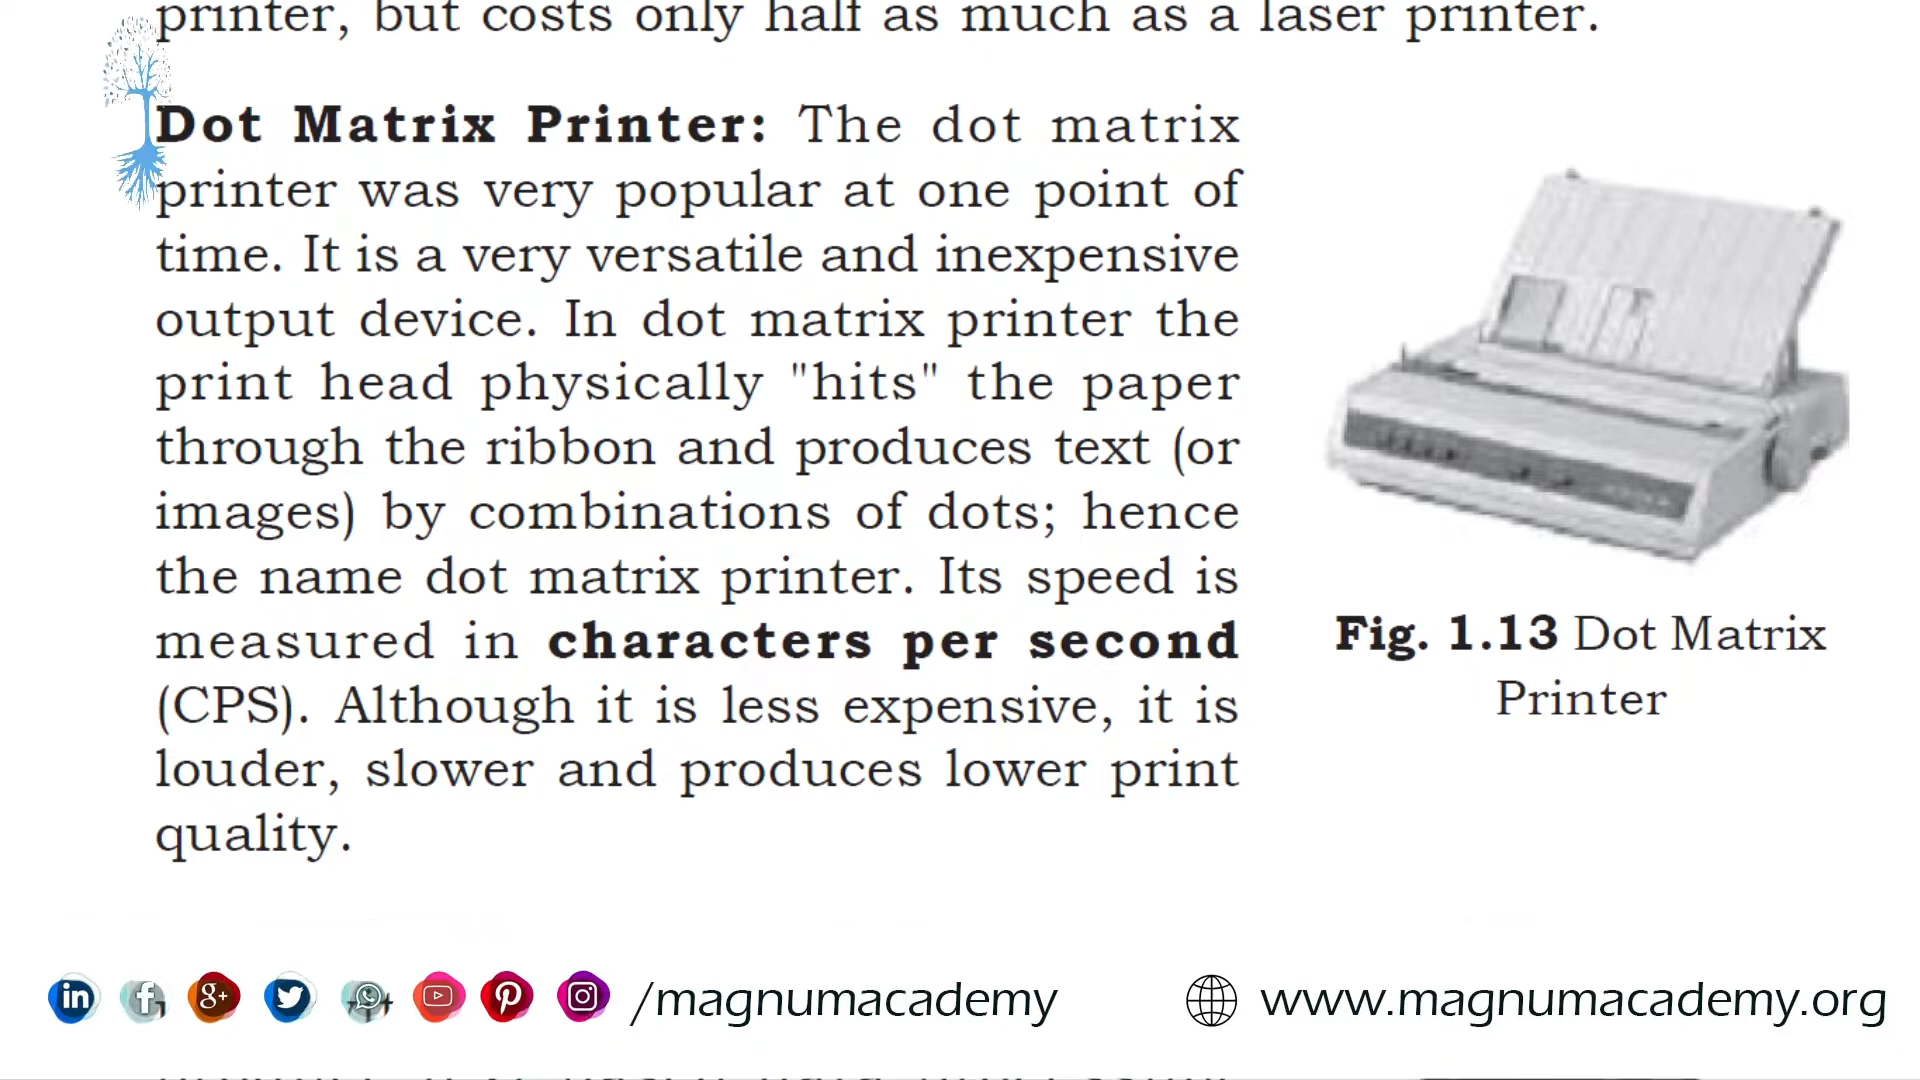 printer, but costs only half as much as a laser printer.
Dot Matrix Printer: The dot matrix
printer was very popular at one point of
time. It is a very versatile and inexpensive
output device. In dot matrix printer the
print head physically "hits" the paper
through the ribbon and produces text (or
images) by combinations of dots; hence
the name dot matrix printer. Its speed is
measured in characters per second
(CPS). Although it is less expensive, it is
louder, slower and produces lower print
quality.
Fig. 1.13 Dot Matrix
Printer
/magnumacademy
www.magnumacademy.org